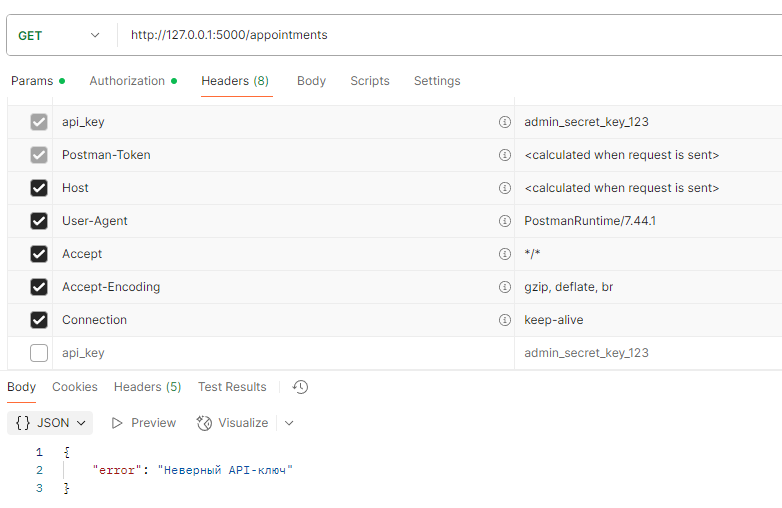 GET http://127.0.0.1:5000/appointments
Params Authorization Headers (8) Body Scripts Settings
api_key admin_secret_key_123
Postman-Token <calculated when request is sent>
Host <calculated when request is sent>
User-Agent PostmanRuntime/7.44.1
Accept */*
Accept-Encoding gzip, deflate, br
Connection keep-alive
api_key admin_secret_key_123
Body Cookies Headers (5) Test Results
{} JSON Preview Visualize
1 {
2 "error": "Неверный API-ключ"
3 }